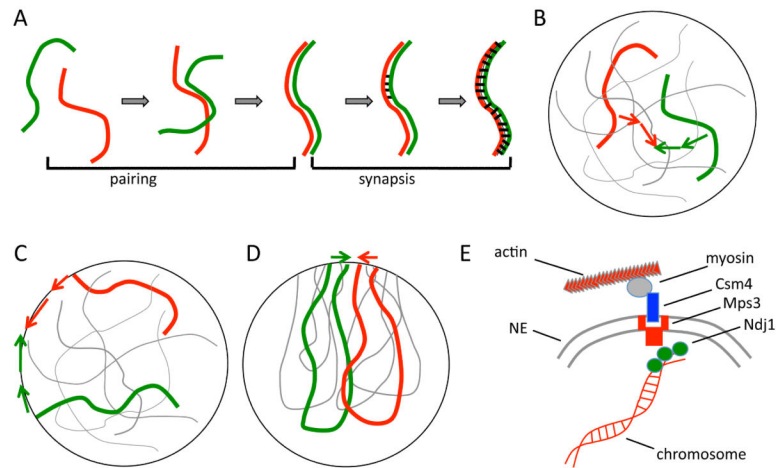 A
B
pairing
synapsis
C
D
E
actin
myosin
Csm4
Mps3
NE
Ndj1
chromosome